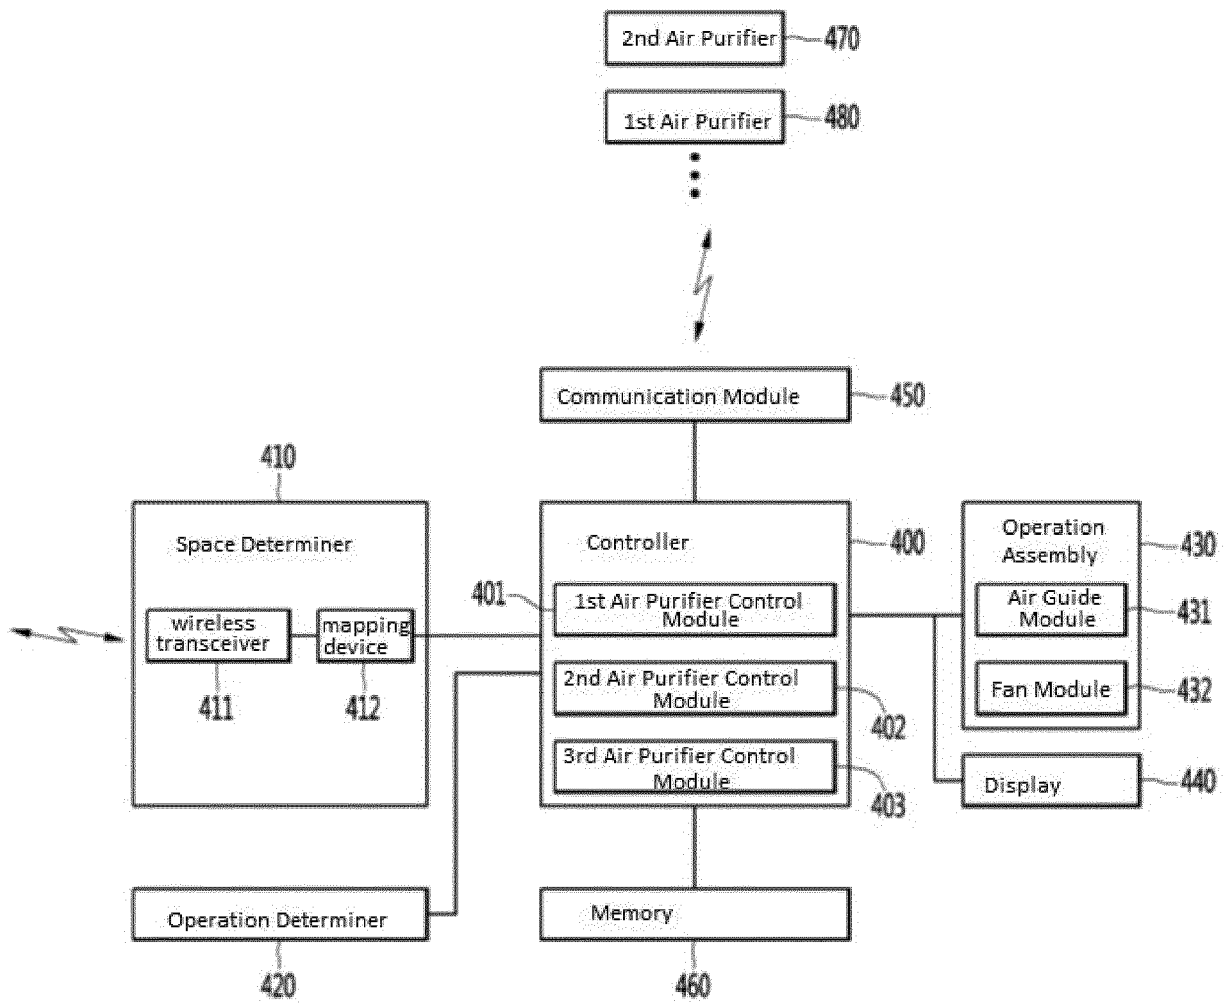 2nd Air Purifier
470
1st Air Purifier
480
Communication Module
450
410
Space Determiner
wireless
transceiver
411
mapping
device
412
Controller
400
401
1st Air Purifier Control
Module
2nd Air Purifier Control
Module
402
3rd Air Purifier Control
Module
403
Operation
Assembly
430
Air Guide
Module
431
Fan Module
432
Display
440
Operation Determiner
420
Memory
460